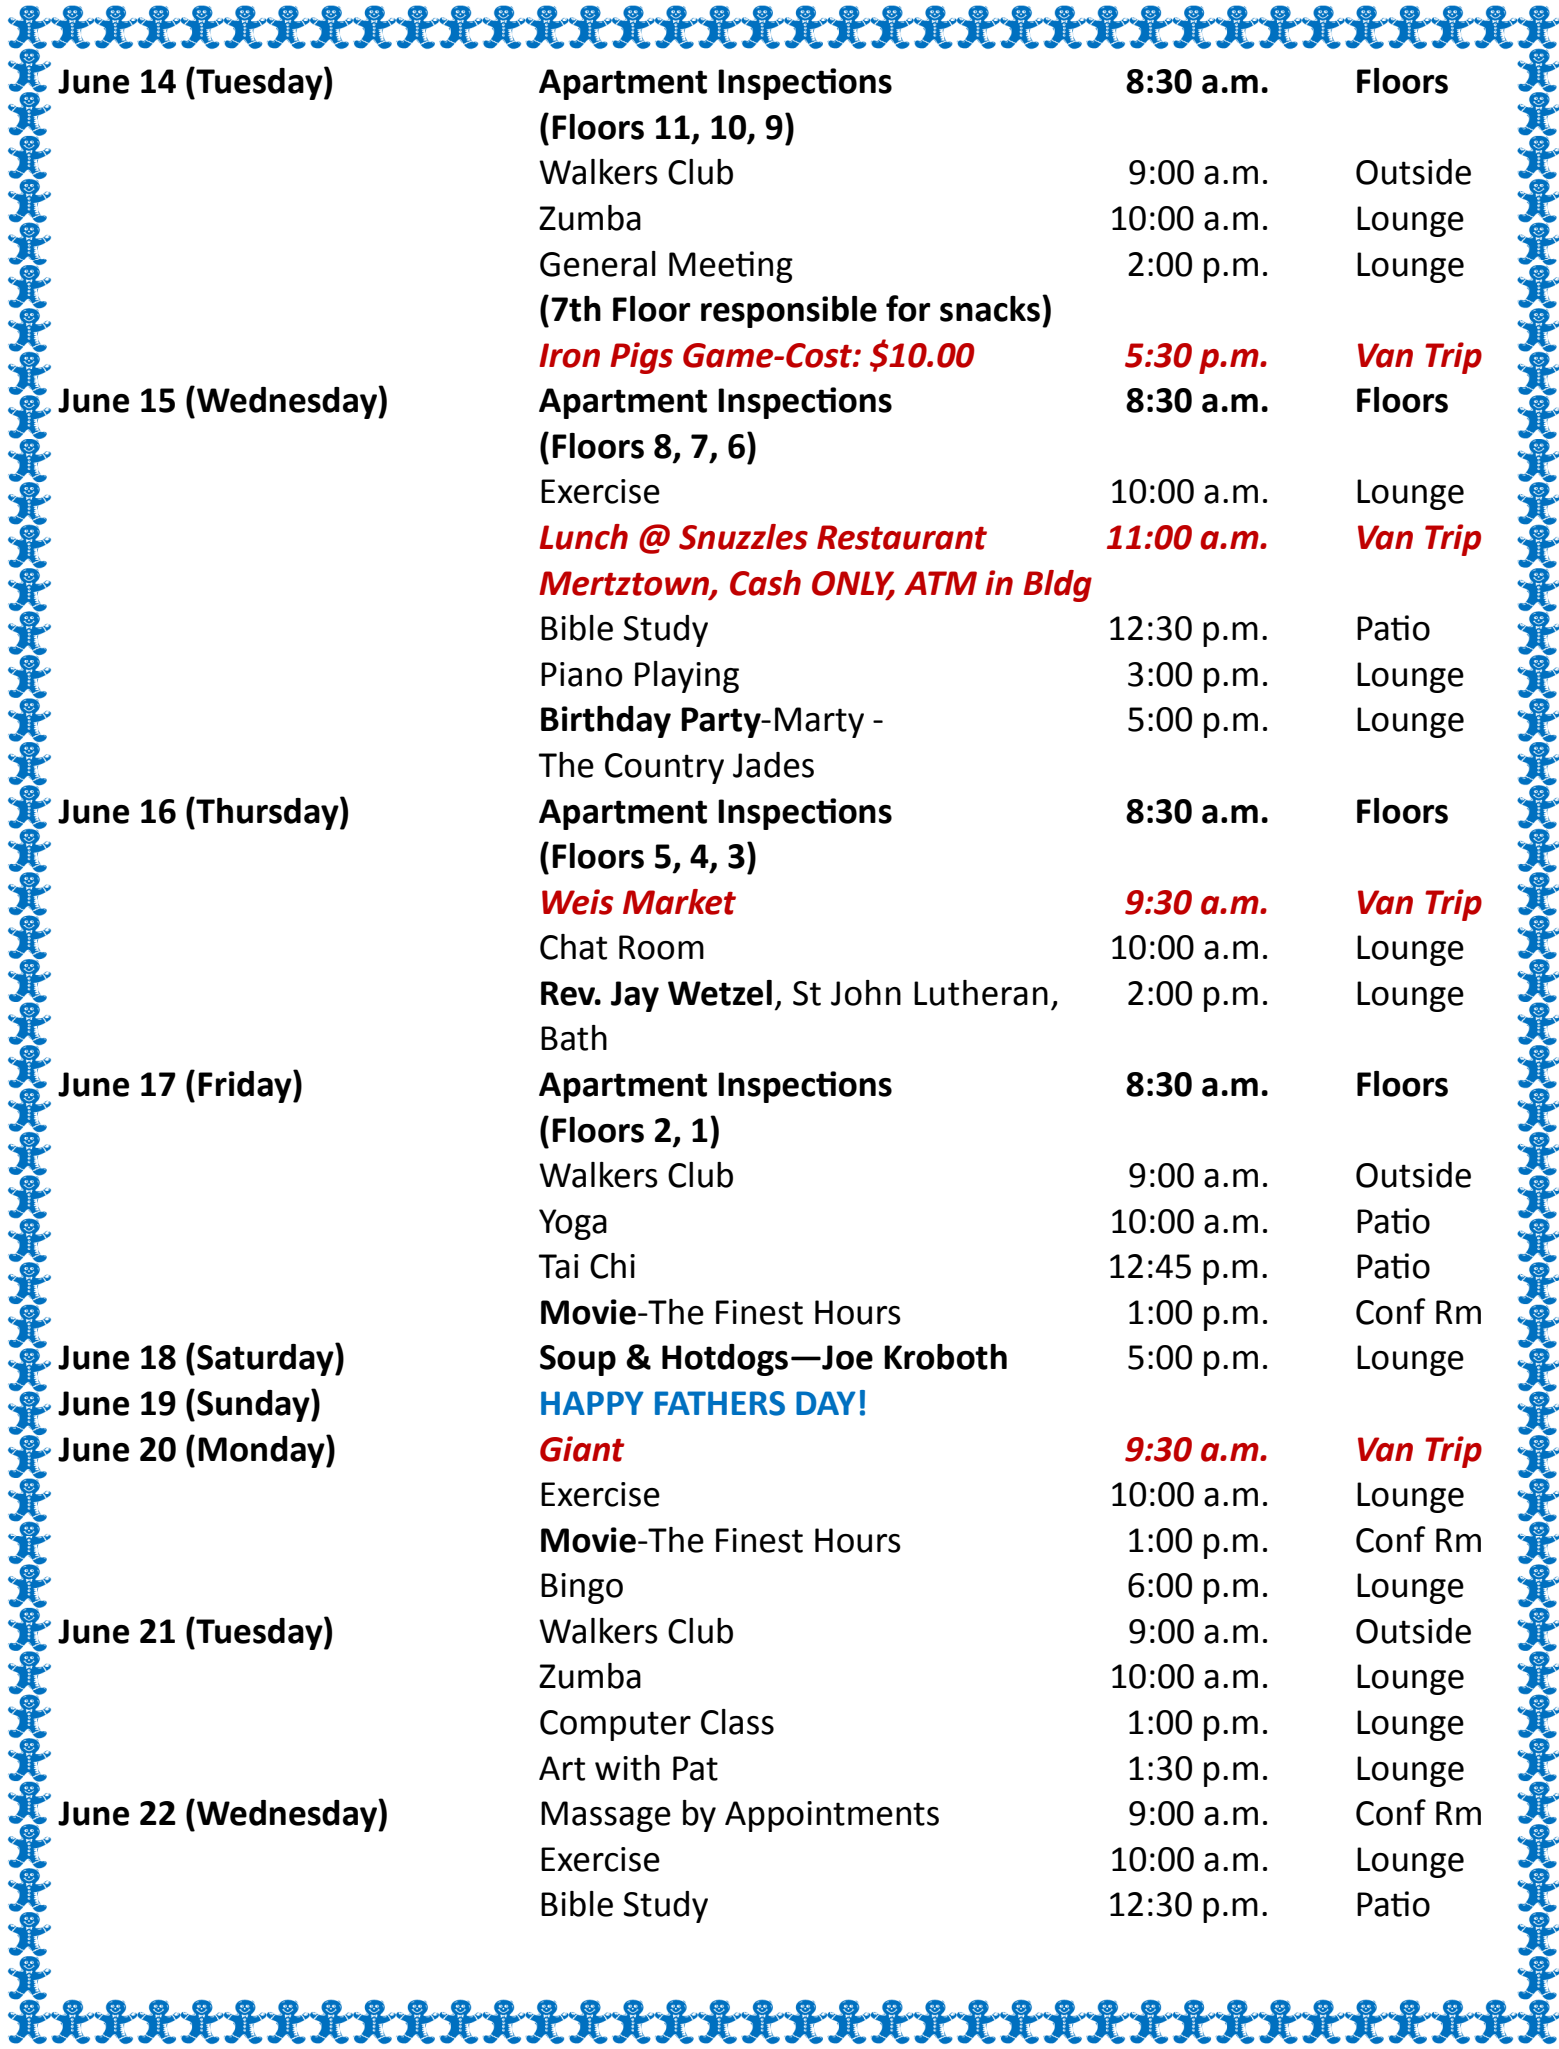 June 14 (Tuesday) Apartment Inspections 8:30 a.m. Floors
(Floors 11, 10, 9)
Walkers Club 9:00 a.m. Outside
Zumba 10:00 a.m. Lounge
General Meeting 2:00 p.m. Lounge
(7th Floor responsible for snacks)
Iron Pigs Game-Cost: $10.00 5:30 p.m. Van Trip
June 15 (Wednesday) Apartment Inspections 8:30 a.m. Floors
(Floors 8, 7, 6)
Exercise 10:00 a.m. Lounge
Lunch @ Snuzzles Restaurant 11:00 a.m. Van Trip
Mertztown, Cash ONLY, ATM in Bldg
Bible Study 12:30 p.m. Patio
Piano Playing 3:00 p.m. Lounge
Birthday Party-Marty - 5:00 p.m. Lounge
The Country Jades
June 16 (Thursday) Apartment Inspections 8:30 a.m. Floors
(Floors 5, 4, 3)
Weis Market 9:30 a.m. Van Trip
Chat Room 10:00 a.m. Lounge
Rev. Jay Wetzel, St John Lutheran, 2:00 p.m. Lounge
Bath
June 17 (Friday) Apartment Inspections 8:30 a.m. Floors
(Floors 2, 1)
Walkers Club 9:00 a.m. Outside
Yoga 10:00 a.m. Patio
Tai Chi 12:45 p.m. Patio
Movie-The Finest Hours 1:00 p.m. Conf Rm
June 18 (Saturday) Soup & Hotdogs—Joe Kroboth 5:00 p.m. Lounge
June 19 (Sunday) HAPPY FATHERS DAY!
June 20 (Monday) Giant 9:30 a.m. Van Trip
Exercise 10:00 a.m. Lounge
Movie-The Finest Hours 1:00 p.m. Conf Rm
Bingo 6:00 p.m. Lounge
June 21 (Tuesday) Walkers Club 9:00 a.m. Outside
Zumba 10:00 a.m. Lounge
Computer Class 1:00 p.m. Lounge
Art with Pat 1:30 p.m. Lounge
June 22 (Wednesday) Massage by Appointments 9:00 a.m. Conf Rm
Exercise 10:00 a.m. Lounge
Bible Study 12:30 p.m. Patio